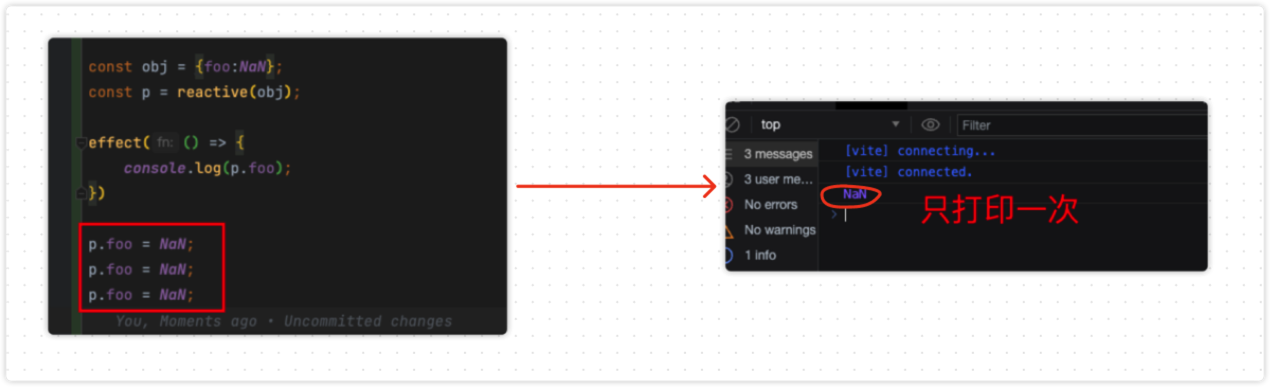 const obj = {foo:NaN};
const p = reactive(obj);
effect( fn: () => {
console.log(p.foo);
})
p.foo = NaN;
p.foo = NaN;
p.foo = NaN;
You, Moments ago • Uncommitted changes
top
Filter
3 messages
[vite] connecting...
3 user me...
[vite] connected.
No errors
NaN
只打印一次
No warnings
1 info